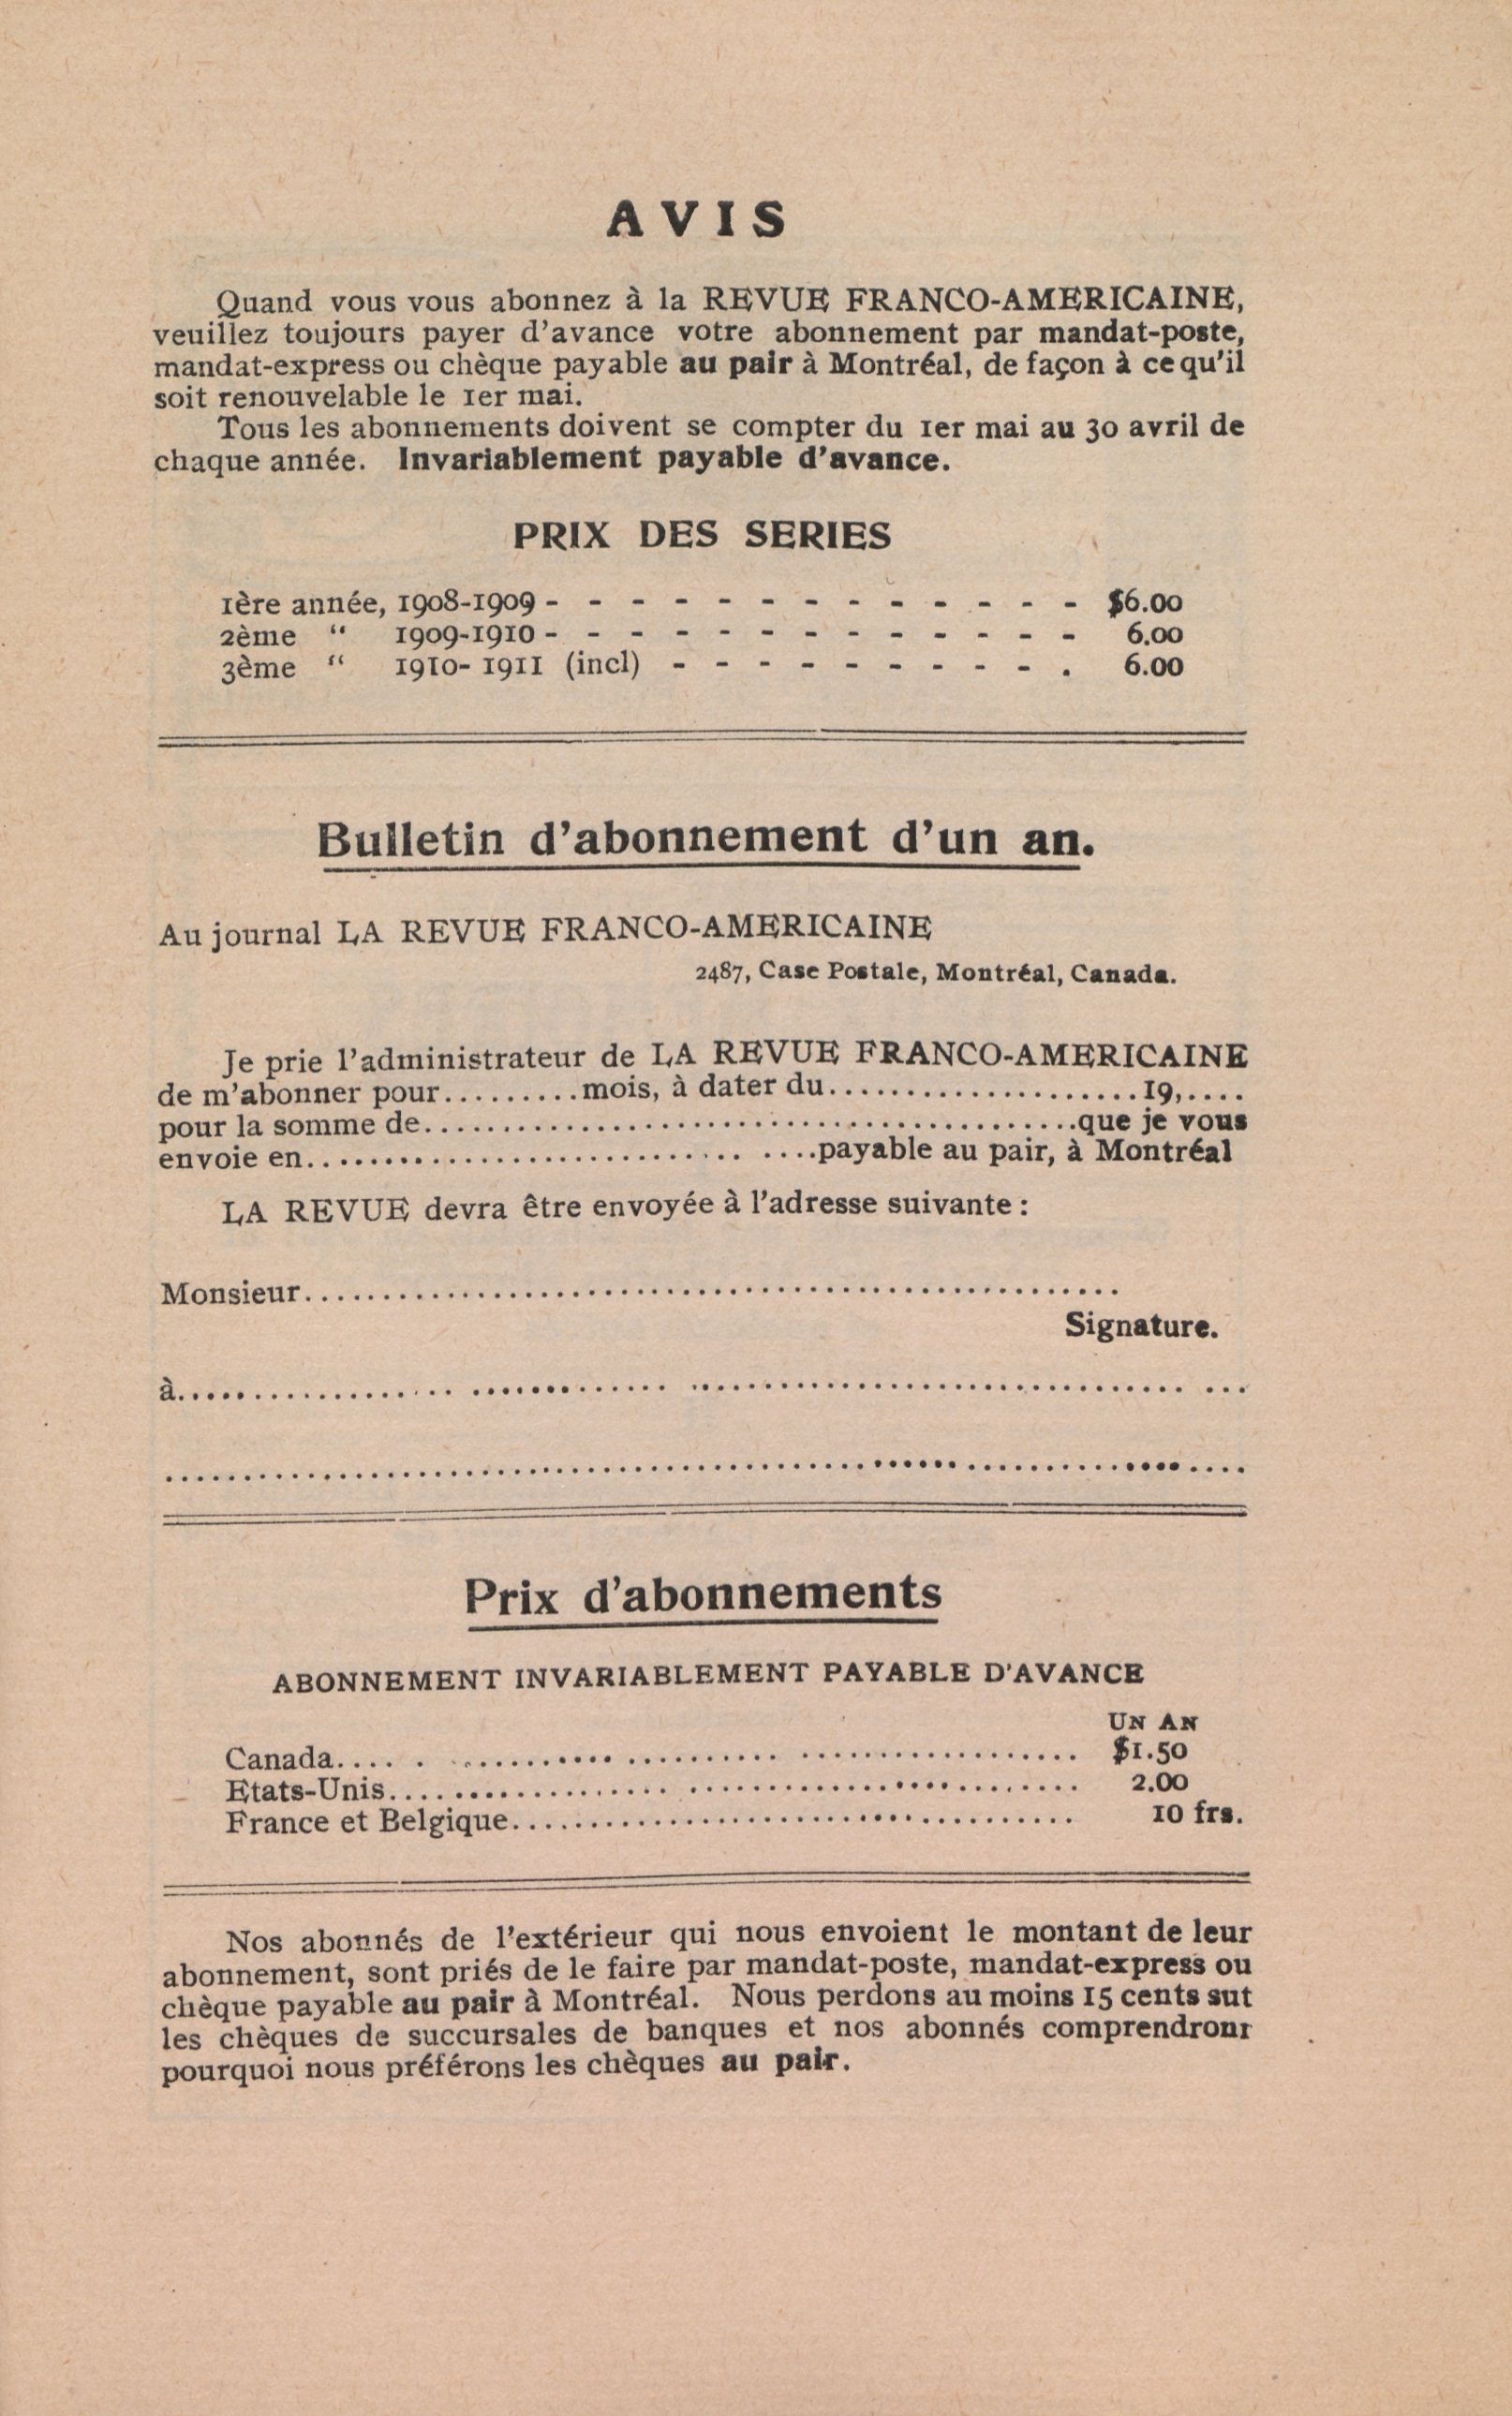 AVIS
Quand vous vous abonnez à la REVUE FRANCO-AMERICAINE,
veuillez toujours payer d'avance votre abonnement par mandat-poste,
mandat-express ou chèque payable au pair à Montréal, de façon à ce qu'il
soit renouvelable le 1er mai.
Tous les abonnements doivent se compter du 1er mai au 30 avril de
chaque année. Invariablement payable d'avance.
PRIX DES SERIES
1ère année, 1908-1909 - - - - - - - - - - - - - $6.00
2ème “ 1909-1910 - - - - - - - - - - - - - 6.00
3ème “ 1910- 1911 (incl) - - - - - - - - - . 6.00
Bulletin d'abonnement d'un an.
Au journal LA REVUE FRANCO-AMERICAINE
2487, Case Postale, Montréal, Canada.
Je prie l'administrateur de LA REVUE FRANCO-AMERICAINE
de m'abonner pour.........mois, à dater du....................19,....
pour la somme de..........................................que je vous
envoie en............................ ....payable au pair, à Montréal
LA REVUE devra être envoyée à l'adresse suivante :
Monsieur....................................................
Signature.
à.................. ............. ................................ ...
.....................................................................
Prix d'abonnements
ABONNEMENT INVARIABLEMENT PAYABLE D'AVANCE
UN AN
Canada.... . .......... .......... .................. $1.50
Etats-Unis.................. ......................... 2.00
France et Belgique.................................... 10 frs.
Nos abonnés de l'extérieur qui nous envoient le montant de leur
abonnement, sont priés de le faire par mandat-poste, mandat-express ou
chèque payable au pair à Montréal. Nous perdons au moins 15 cents sut
les chèques de succursales de banques et nos abonnés comprendronr
pourquoi nous préférons les chèques au pair.